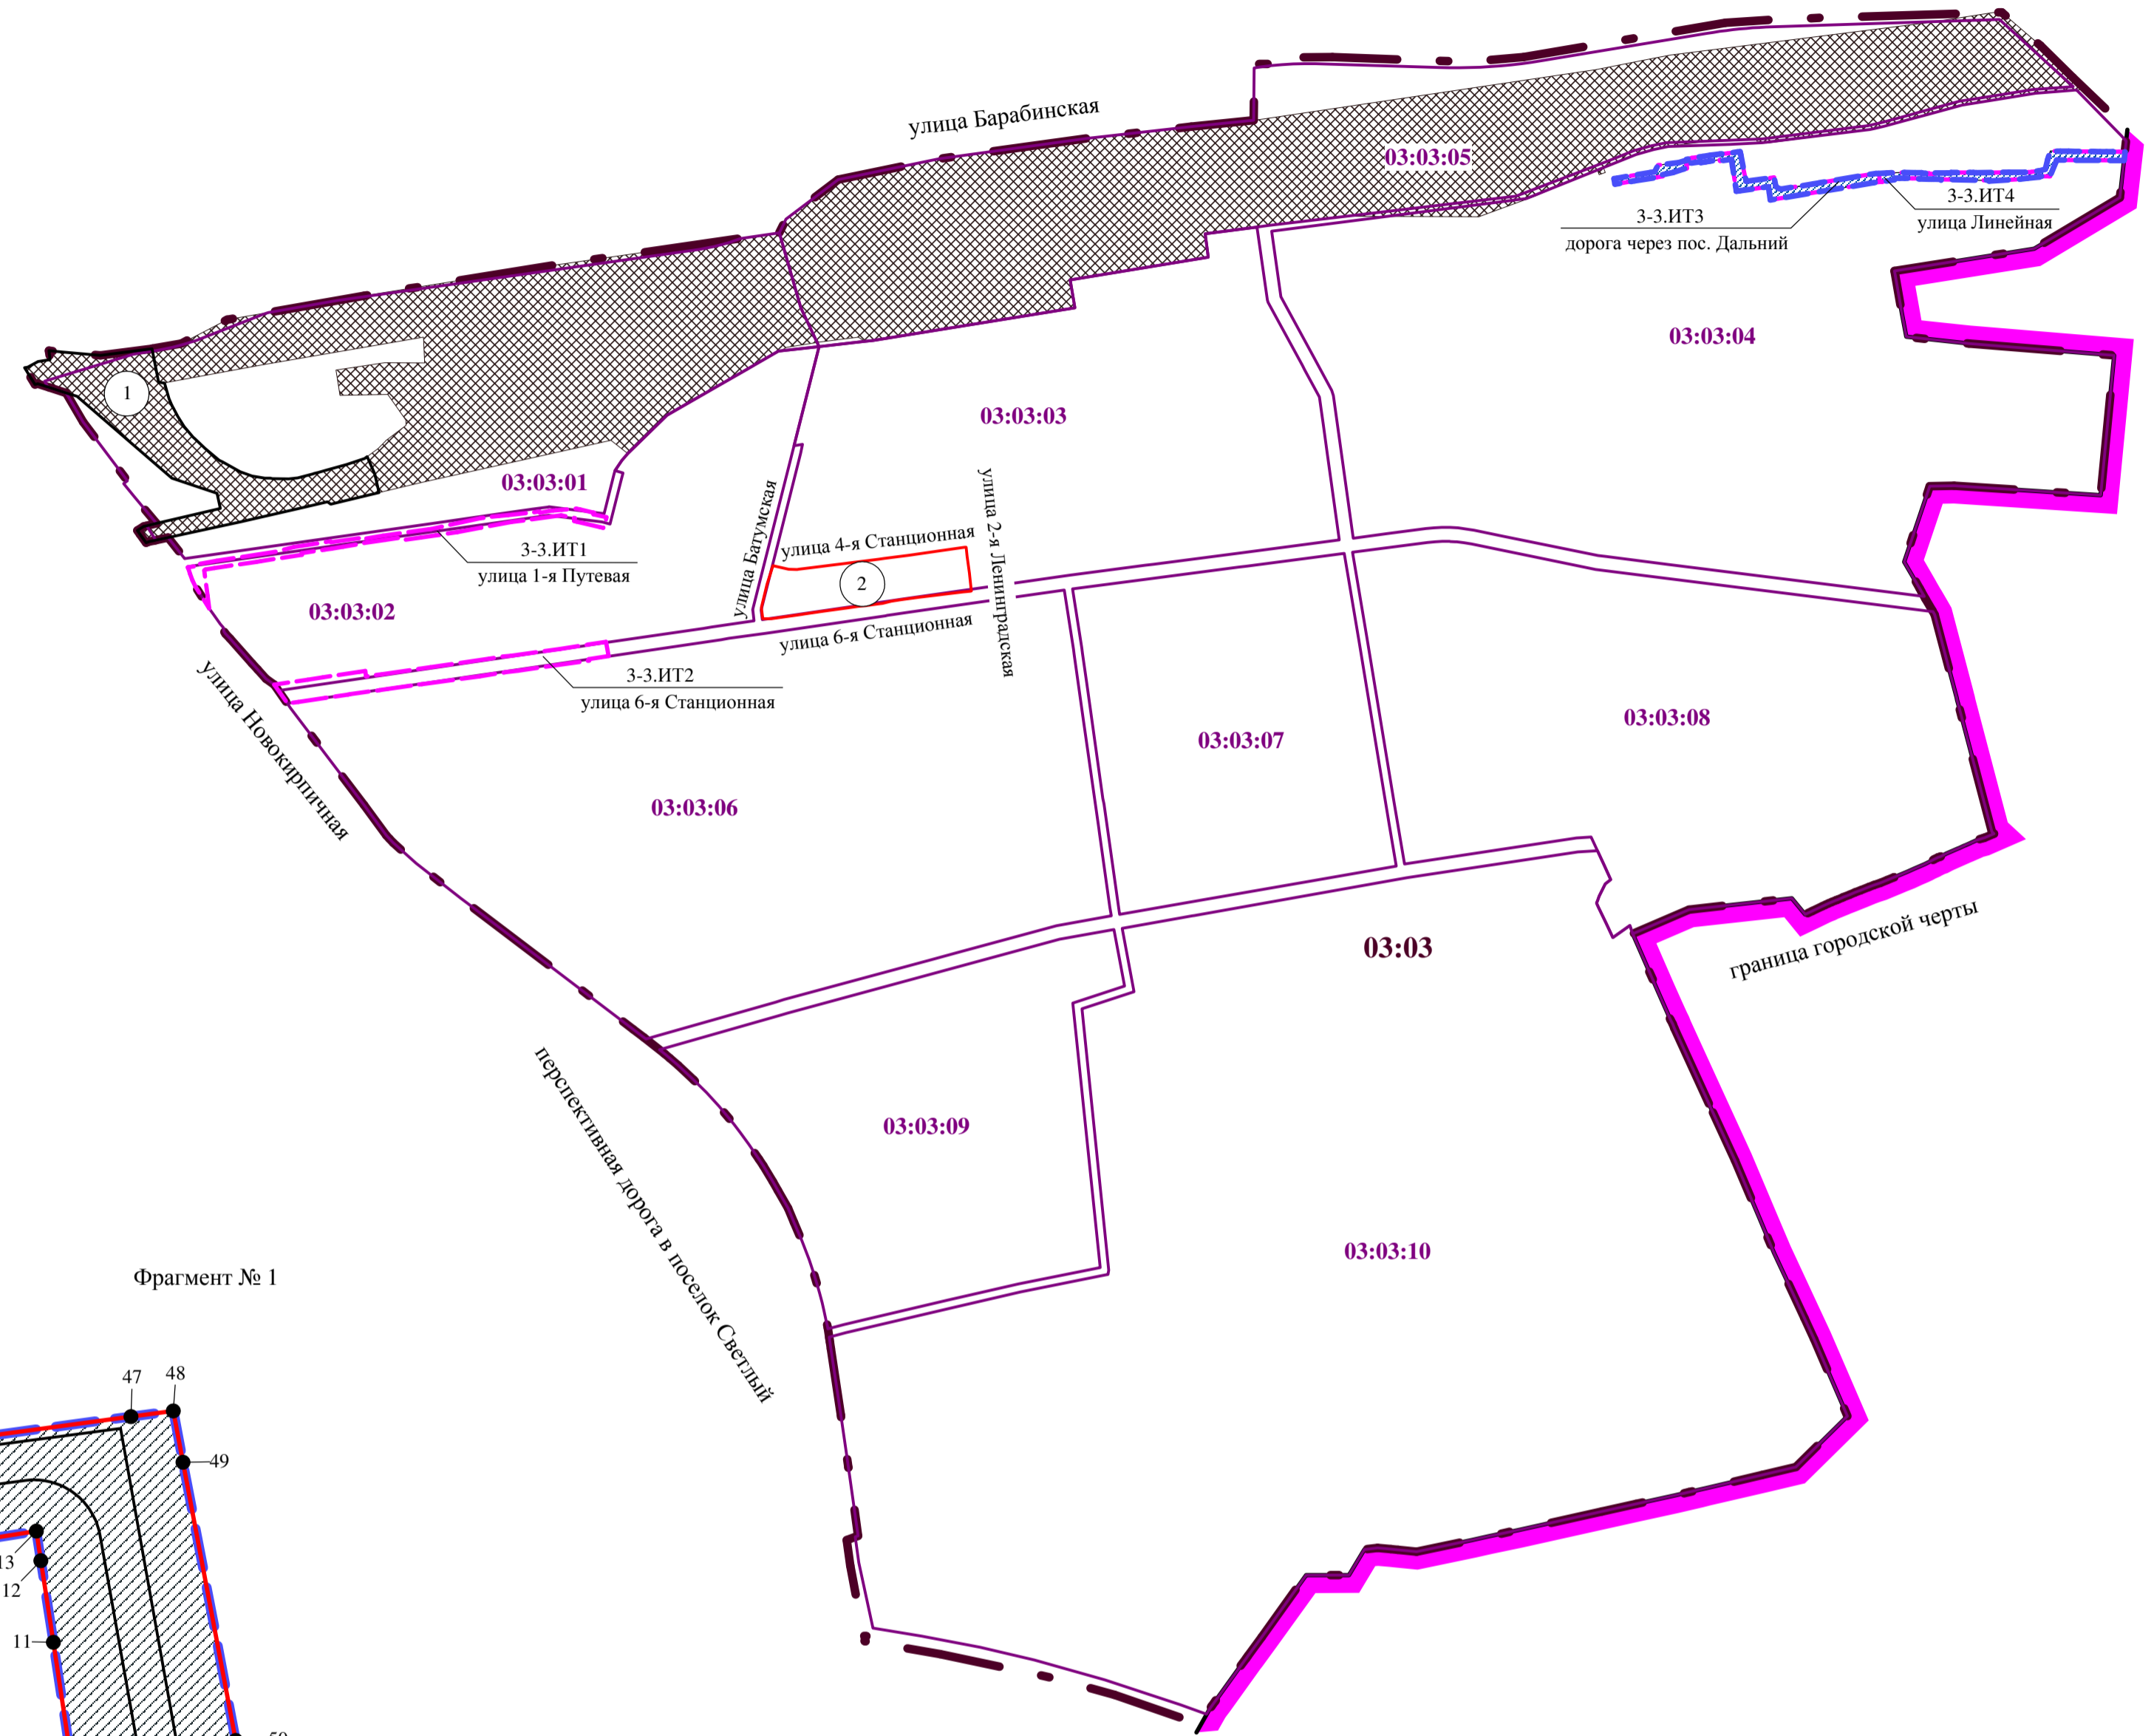 улица Барабинская
03:03:05
3-3.ИТ3
дорога через пос. Дальний
3-3.ИТ4
улица Линейная
03:03:04
1
03:03:03
03:03:01
улица Батумская
улица 4-я Станционная
улица 2-я Ленинградская
3-3.ИТ1
улица 1-я Путевая
2
03:03:02
улица 6-я Станционная
3-3.ИТ2
улица 6-я Станционная
улица Новокирпичная
03:03:08
03:03:07
03:03:06
03:03
граница городской черты
перспективная дорога в поселок Светлый
03:03:09
03:03:10
Фрагмент № 1
47
48
49
13
12
11